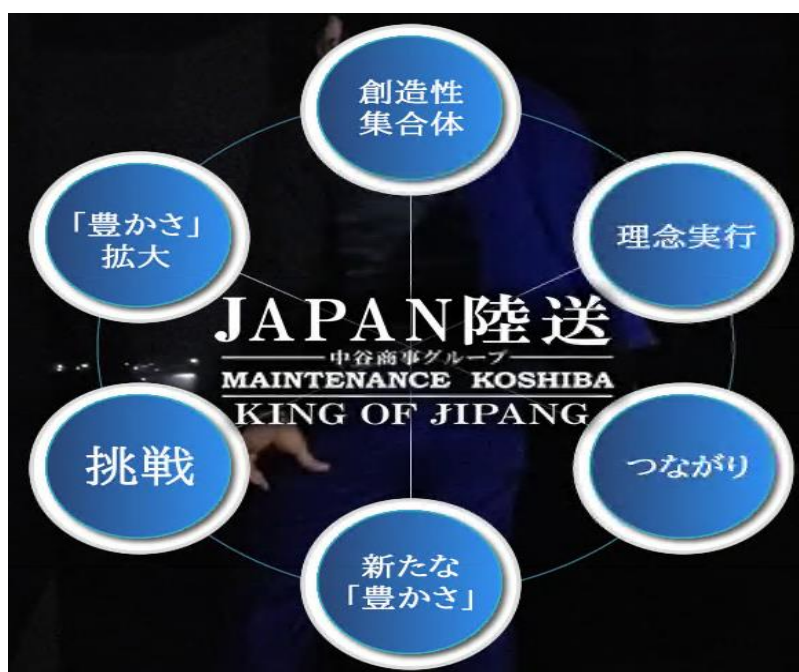 創造性
集合体
「豊かさ」
拡大
理念実行
JAPAN陸送
中谷商事グループ
MAINTENANCE KOSHIBA
KING OF JIPANG
挑戦
つながり
新たな
「豊かさ」